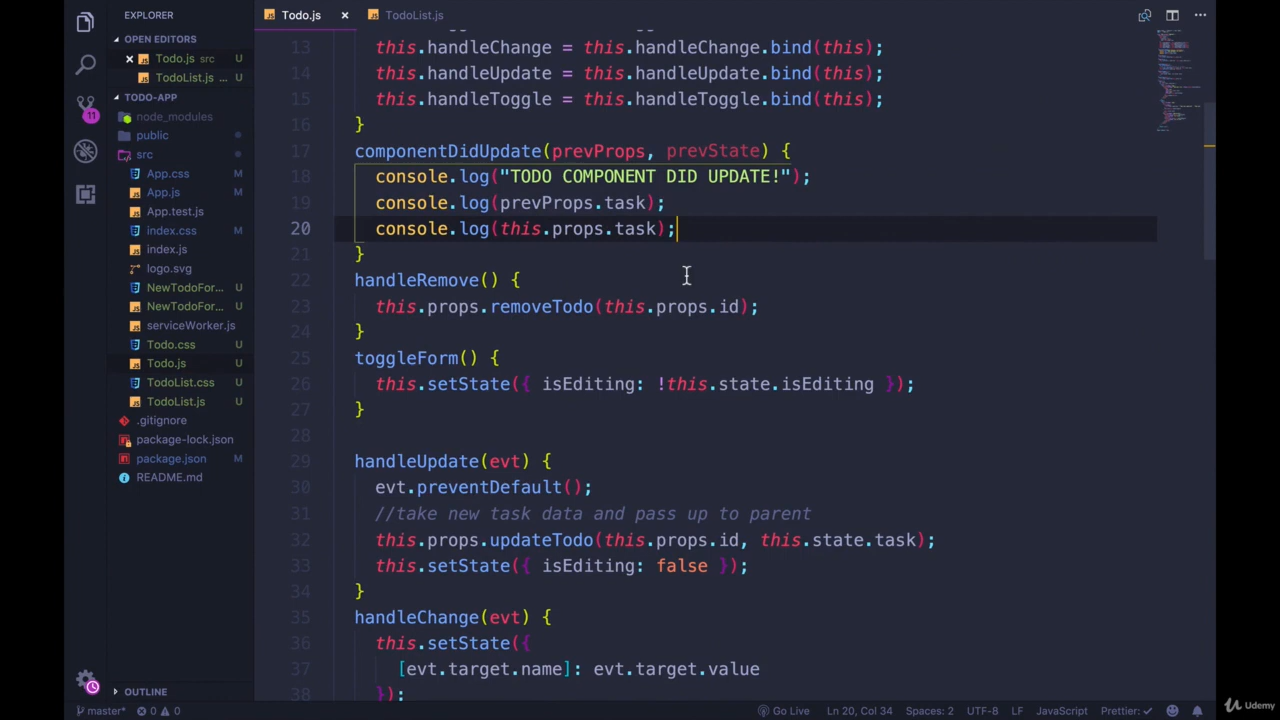 EXPLORER
OPEN EDITORS
Todo.js src U
TodoList.js ... U
TODO-APP
node_modules
public
src
App.css M
App.js M
App.test.js U
index.css M
index.js M
logo.svg
NewTodoFor... U
NewTodoFor... U
serviceWorker.js
Todo.css U
Todo.js U
TodoList.css U
TodoList.js U
.gitignore
package-lock.json
package.json M
README.md
OUTLINE
11
Todo.js
TodoList.js
13 this.handleChange = this.handleChange.bind(this);
14 this.handleUpdate = this.handleUpdate.bind(this);
15 this.handleToggle = this.handleToggle.bind(this);
16 }
17 componentDidUpdate(prevProps, prevState) {
18 console.log("TODO COMPONENT DID UPDATE!");
19 console.log(prevProps.task);
20 console.log(this.props.task);
21 }
22 handleRemove() {
23 this.props.removeTodo(this.props.id);
24 }
25 toggleForm() {
26 this.setState({ isEditing: !this.state.isEditing });
27 }
28
29 handleUpdate(evt) {
30 evt.preventDefault();
31 //take new task data and pass up to parent
32 this.props.updateTodo(this.props.id, this.state.task);
33 this.setState({ isEditing: false });
34 }
35 handleChange(evt) {
36 this.setState({
37 [evt.target.name]: evt.target.value
38 });
master* 0 0
Go Live Ln 20, Col 34 Spaces: 2 UTF-8 LF JavaScript Prettier: ✓
Udemy